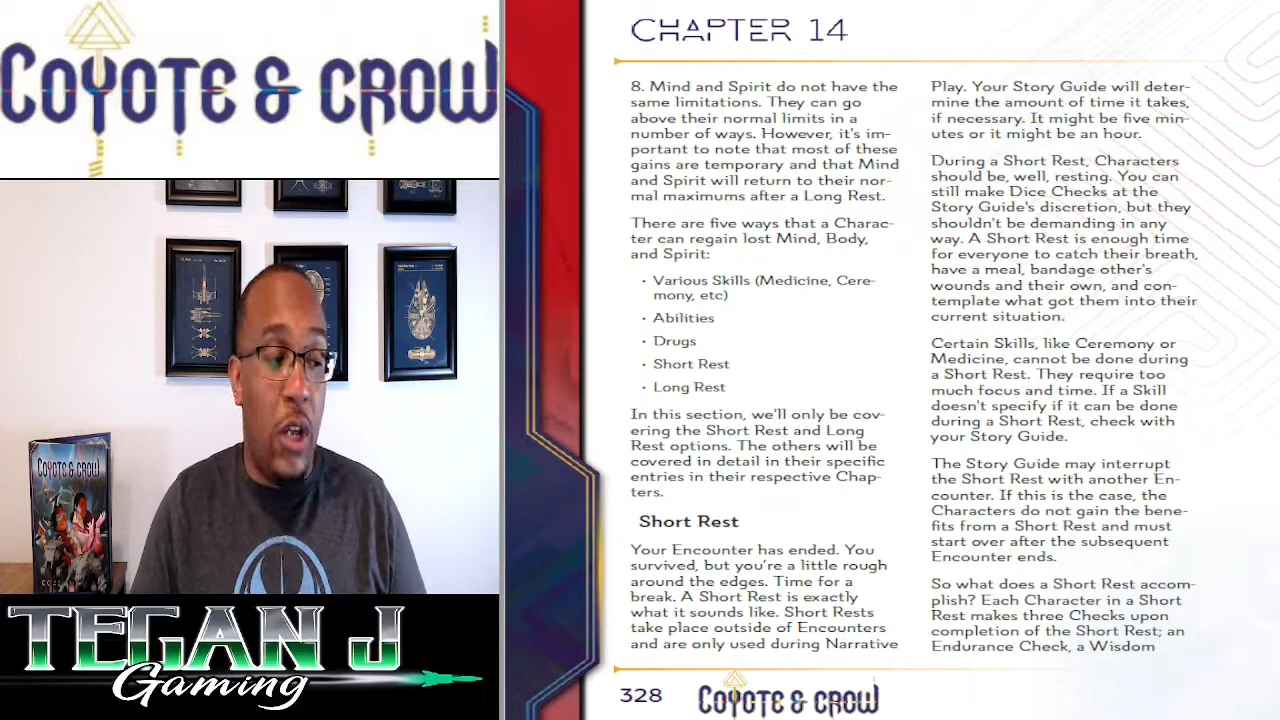 COYOTE & CROW
COYOTE & CROW
TEGAN J
Gaming
CHAPTER 14
8. Mind and Spirit do not have the
same limitations. They can go
above their normal limits in a
number of ways. However, it's im-
portant to note that most of these
gains are temporary and that Mind
and Spirit will return to their nor-
mal maximums after a Long Rest.
There are five ways that a Charac-
ter can regain lost Mind, Body,
and Spirit:
• Various Skills (Medicine, Cere-
mony, etc)
• Abilities
• Drugs
• Short Rest
• Long Rest
In this section, we'll only be cov-
ering the Short Rest and Long
Rest options. The others will be
covered in detail in their specific
entries in their respective Chap-
ters.
Short Rest
Your Encounter has ended. You
survived, but you're a little rough
around the edges. Time for a
break. A Short Rest is exactly
what it sounds like. Short Rests
take place outside of Encounters
and are only used during Narrative
Play. Your Story Guide will deter-
mine the amount of time it takes,
if necessary. It might be five min-
utes or it might be an hour.
During a Short Rest, Characters
should be, well, resting. You can
still make Dice Checks at the
Story Guide's discretion, but they
shouldn't be demanding in any
way. A Short Rest is enough time
for everyone to catch their breath,
have a meal, bandage other's
wounds and their own, and con-
template what got them into their
current situation.
Certain Skills, like Ceremony or
Medicine, cannot be done during
a Short Rest. They require too
much focus and time. If a Skill
doesn't specify if it can be done
during a Short Rest, check with
your Story Guide.
The Story Guide may interrupt
the Short Rest with another En-
counter. If this is the case, the
Characters do not gain the bene-
fits from a Short Rest and must
start over after the subsequent
Encounter ends.
So what does a Short Rest accom-
plish? Each Character in a Short
Rest makes three Checks upon
completion of the Short Rest; an
Endurance Check, a Wisdom
328
COYOTE & CROW